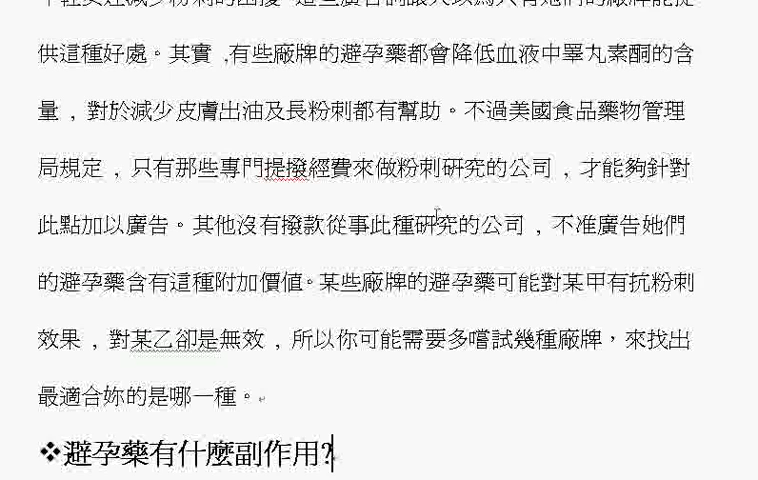 供這種好處。其實 ,有些廠牌的避孕藥都會降低血液中睪丸素酮的含
量 , 對於減少皮膚出油及長粉刺都有幫助。不過美國食品藥物管理
局規定 , 只有那些專門提撥經費來做粉刺研究的公司 , 才能夠針對
此點加以廣告。其他沒有撥款從事此種研究的公司 , 不准廣告她們
的避孕藥含有這種附加價值。某些廠牌的避孕藥可能對某甲有抗粉刺
效果 , 對某乙卻是無效 , 所以你可能需要多嚐試幾種廠牌，來找出
最適合妳的是哪一種。
❖避孕藥有什麼副作用?